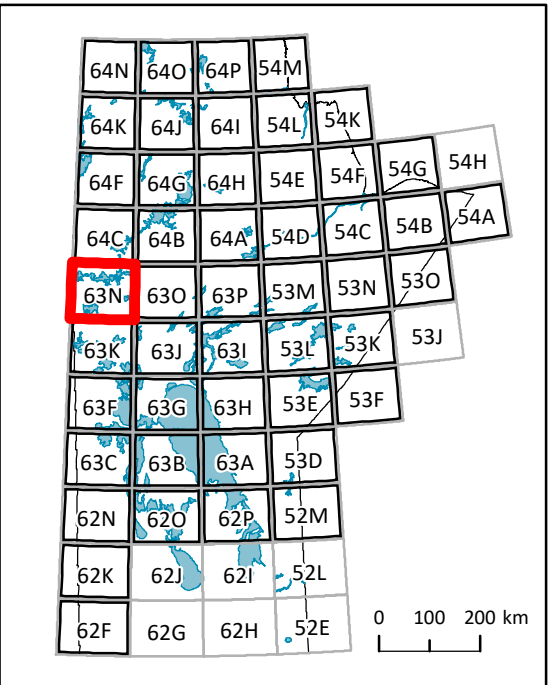 64N 64O 64P 54M
64K 64J 64I 54L 54K
64F 64G 64H 54E 54F 54G 54H
64C 64B 64A 54D 54C 54B 54A
63N 63O 63P 53M 53N 53O
63K 63J 63I 53L 53K 53J
63F 63G 63H 53E 53F
63C 63B 63A 53D
62N 62O 62P 52M
62K 62J 62I 52L
62F 62G 62H 52E
0 100 200 km